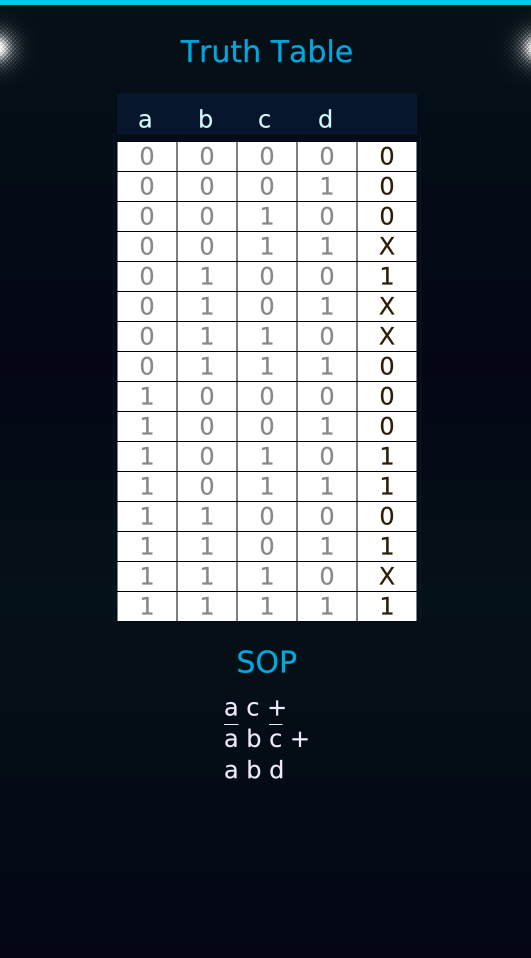 Truth Table
a b c d
0 0 0 0 0
0 0 0 1 0
0 0 1 0 0
0 0 1 1 X
0 1 0 0 1
0 1 0 1 X
0 1 1 0 X
0 1 1 1 0
1 0 0 0 0
1 0 0 1 0
1 0 1 0 1
1 0 1 1 1
1 1 0 0 0
1 1 0 1 1
1 1 1 0 X
1 1 1 1 1
SOP
a c +
a̅ b c̅ +
a b d